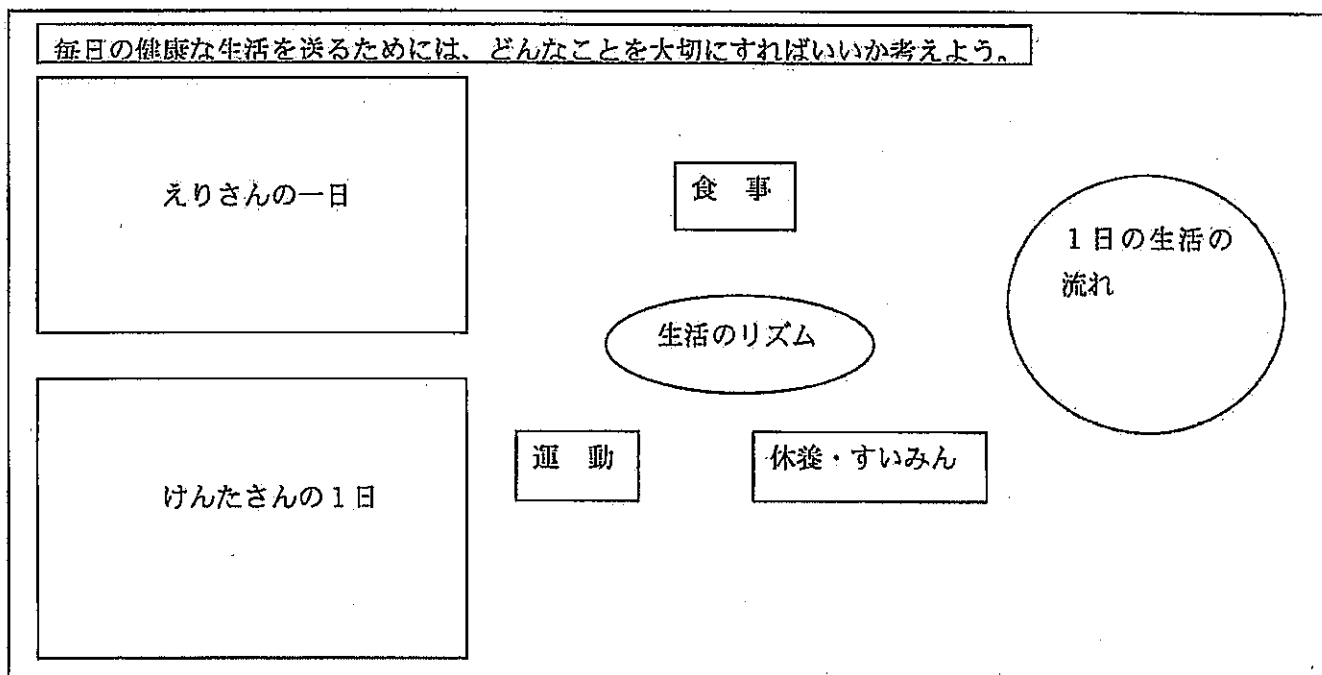 毎日の健康な生活を送るためには、どんなことを大切にすればいいか考えよう。
えりさんの一日
食 事
1日の生活の
流れ
生活のリズム
運 動
休養・すいみん
けんたさんの1日